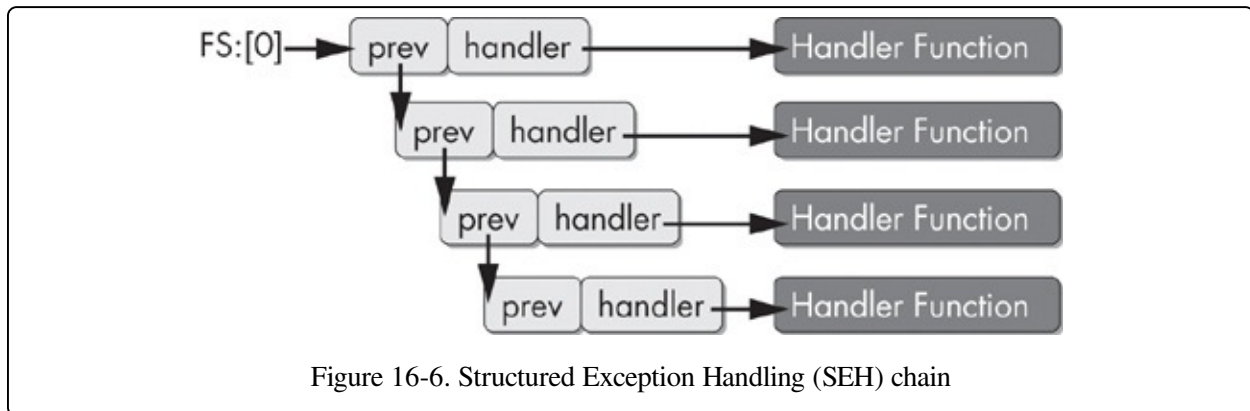 FS:[0] prev handler Handler Function
prev handler Handler Function
prev handler Handler Function
prev handler Handler Function
Figure 16-6. Structured Exception Handling (SEH) chain